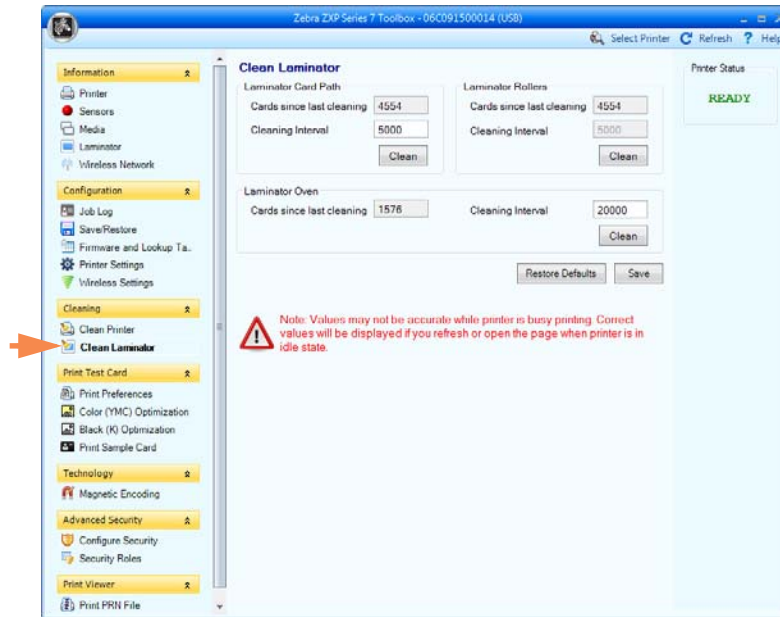 Zebra ZXP Series 7 Toolbox - 06C091500014 (USB)
Select Printer Refresh ? Help
Information
Printer
Sensors
Media
Laminator
Wireless Network
Configuration
Job Log
Save/Restore
Firmware and Lookup Ta..
Printer Settings
Wireless Settings
Cleaning
Clean Printer
Clean Laminator
Print Test Card
Print Preferences
Color (YMC) Optimization
Black (K) Optimization
Print Sample Card
Technology
Magnetic Encoding
Advanced Security
Configure Security
Security Roles
Print Viewer
Print PRN File
Clean Laminator
Laminator Card Path
Cards since last cleaning 4554
Cleaning Interval 5000
Clean
Laminator Rollers
Cards since last cleaning 4554
Cleaning Interval 5000
Clean
Laminator Oven
Cards since last cleaning 1576 Cleaning Interval 20000
Clean
Restore Defaults Save
Note: Values may not be accurate while printer is busy printing. Correct
values will be displayed if you refresh or open the page when printer is in
idle state.
Printer Status
READY